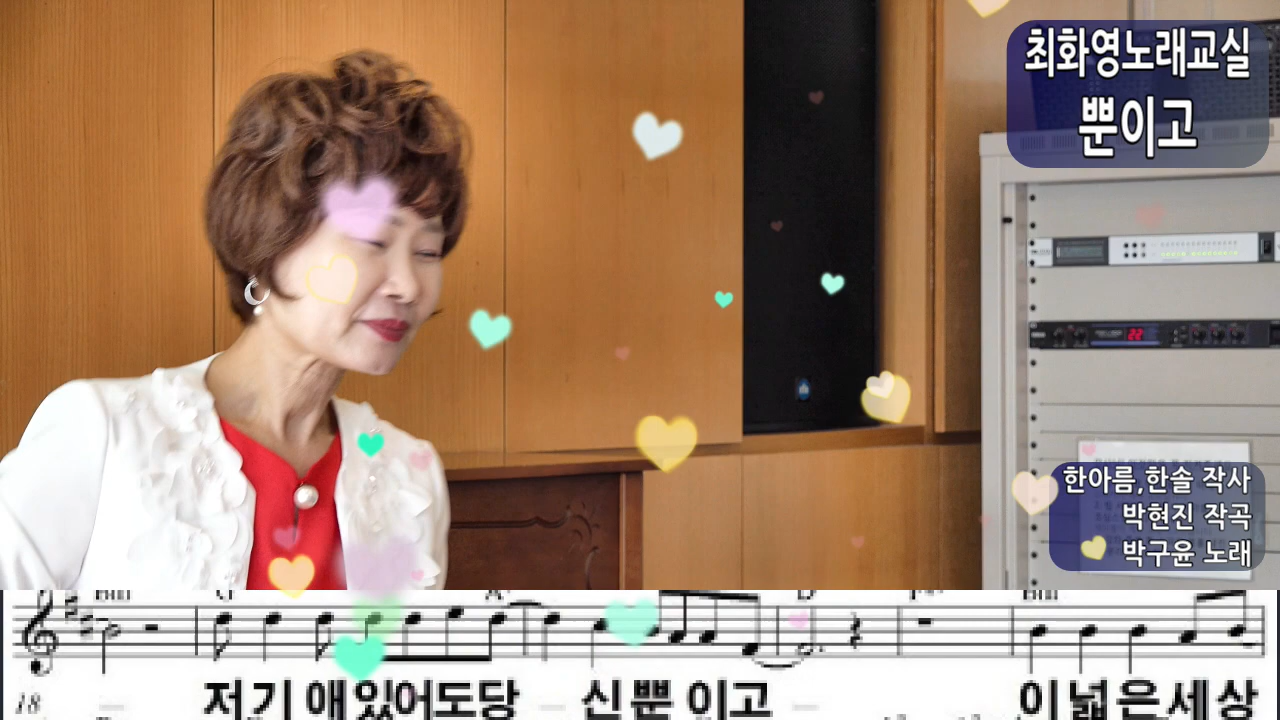 최화영노래교실
뿐이고
22
한아름,한솔 작사
박현진 작곡
박구윤 노래
Bm
18
저기 애있어도당 신뿐 이고 이넓은세상